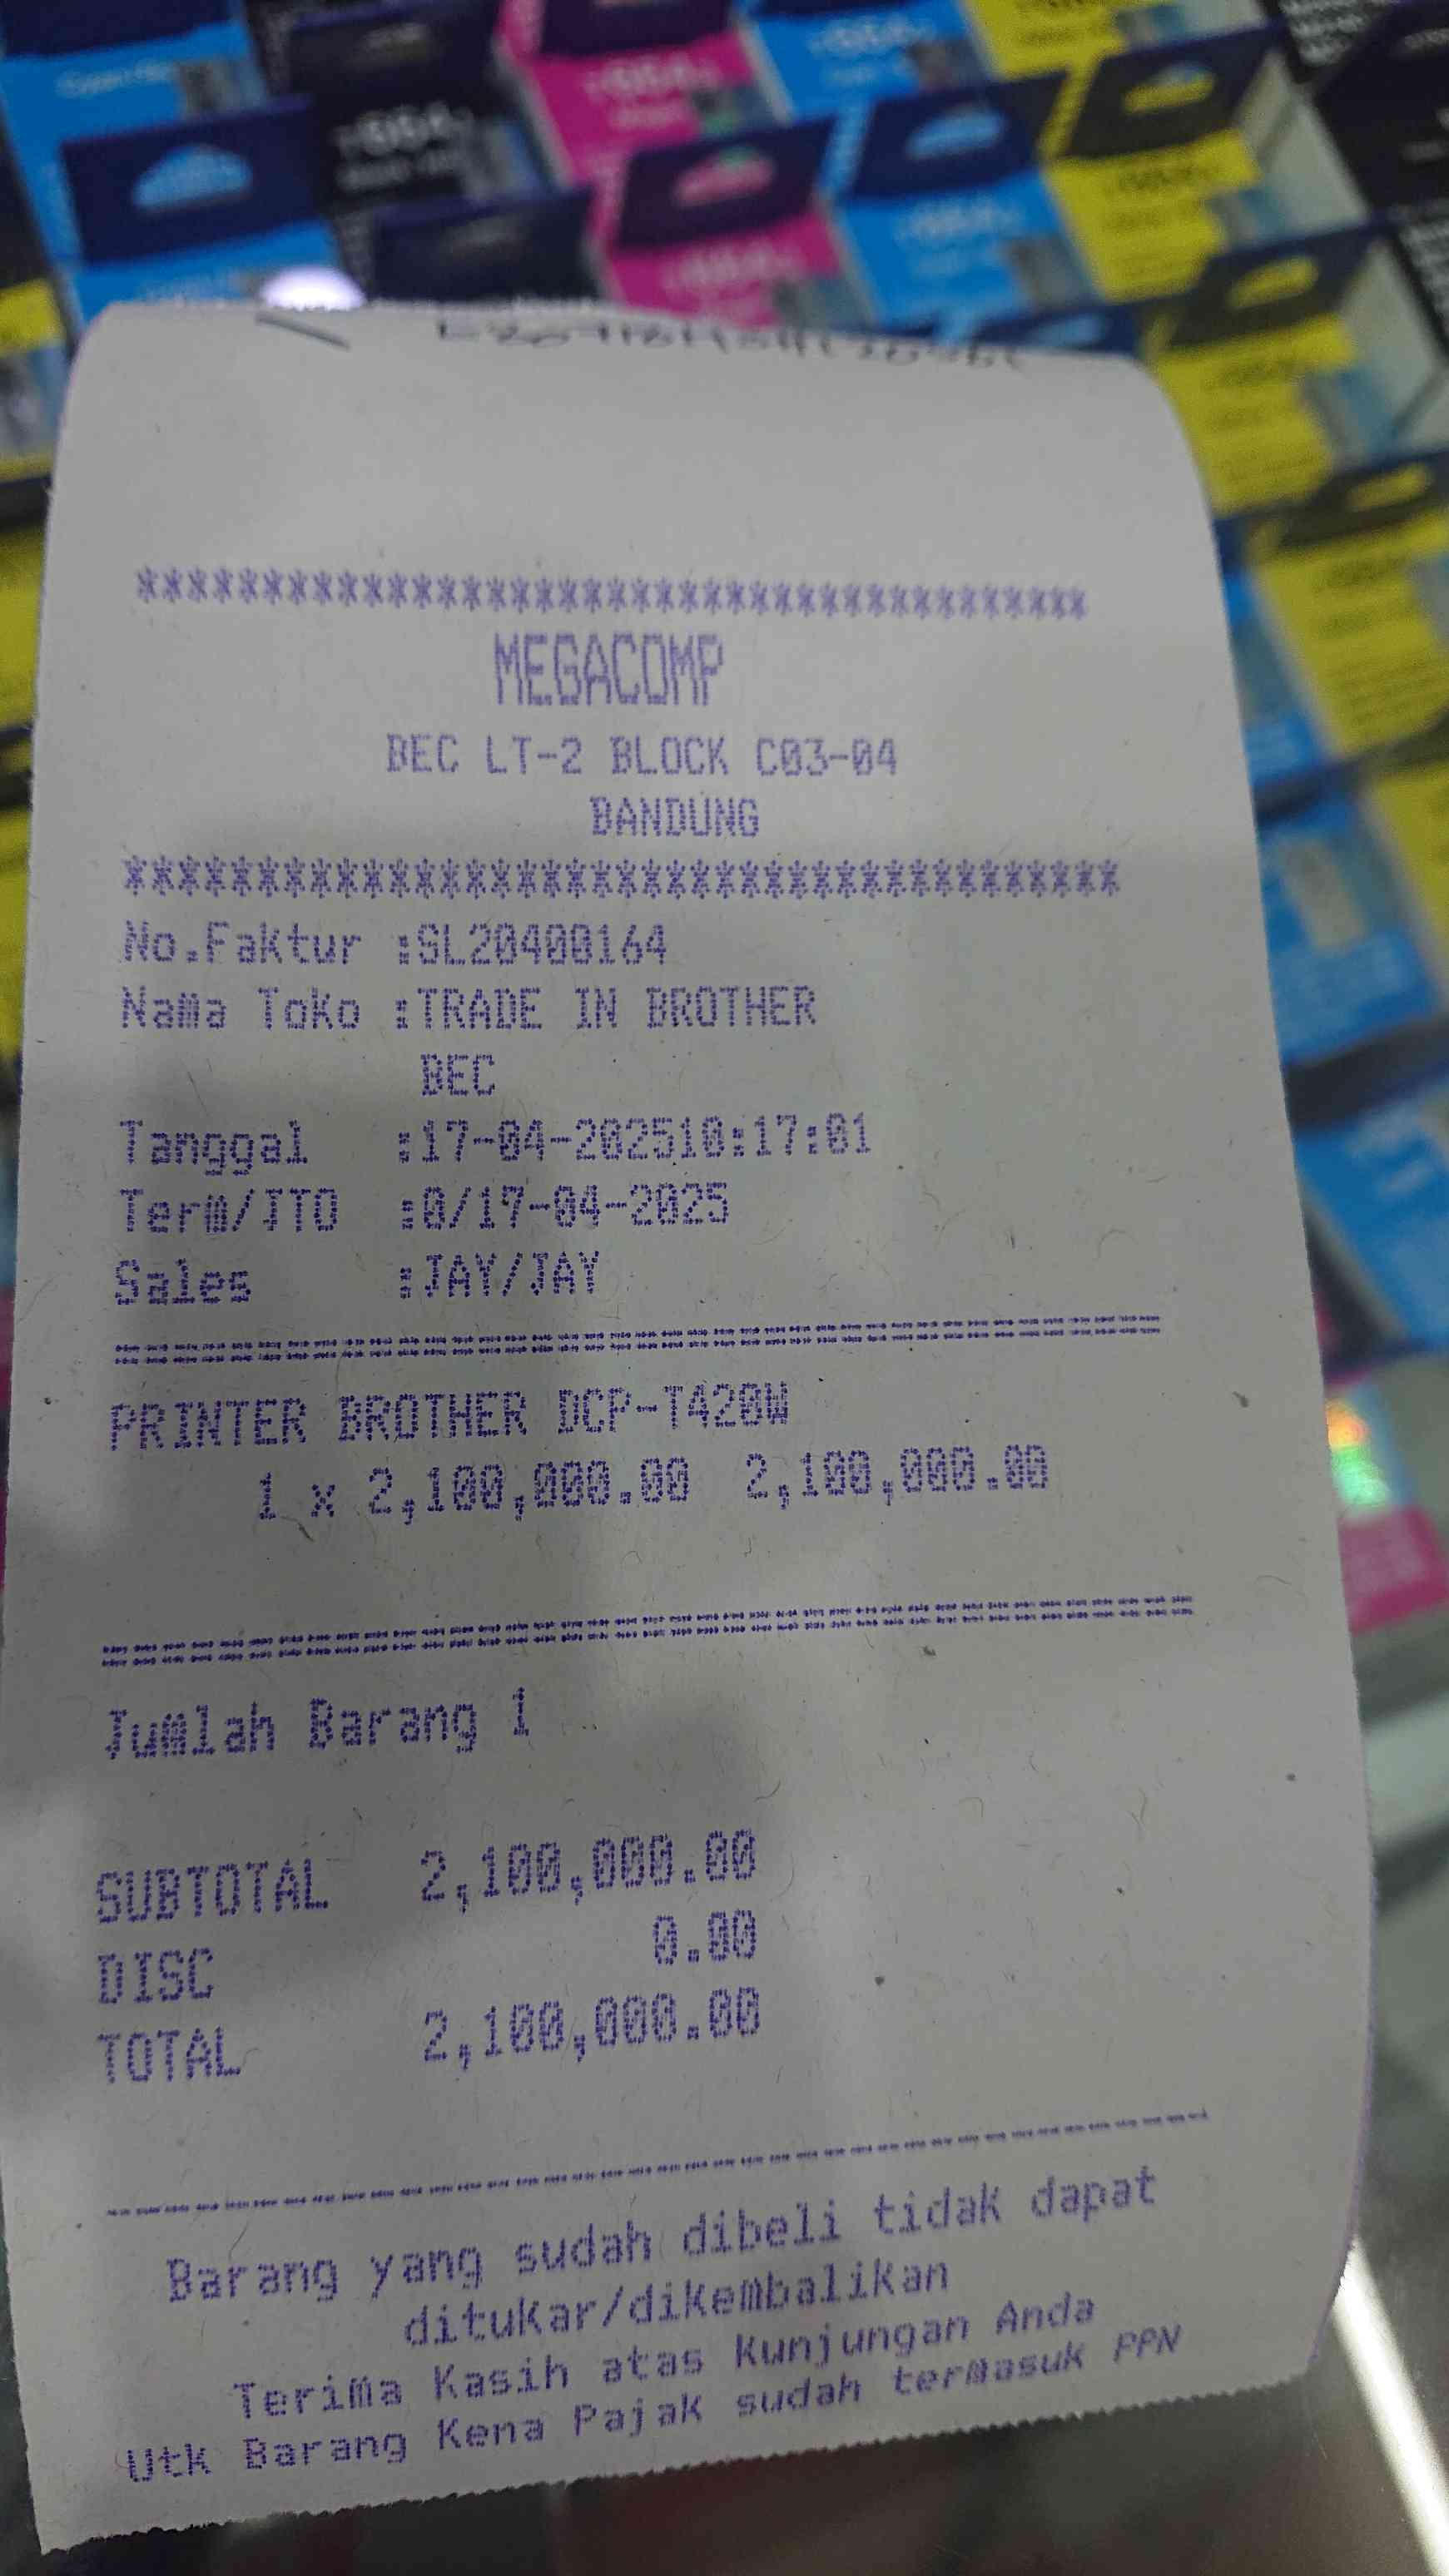 ****************************************
MEGACOMP
BEC LT-2 BLOCK C03-04
BANDUNG
****************************************
No.Faktur :SL20400164
Nama Toko :TRADE IN BROTHER
BEC
Tanggal :17-04-202510:17:01
Term/JTO :0/17-04-2025
Sales :JAY/JAY
PRINTER BROTHER DCP-T420W
1 x 2,100,000.00 2,100,000.00
Jumlah Barang 1
SUBTOTAL 2,100,000.00
DISC 0.00
TOTAL 2,100,000.00
Barang yang sudah dibeli tidak dapat
ditukar/dikembalikan
Terima Kasih atas Kunjungan Anda
Utk Barang Kena Pajak sudah termasuk PPN